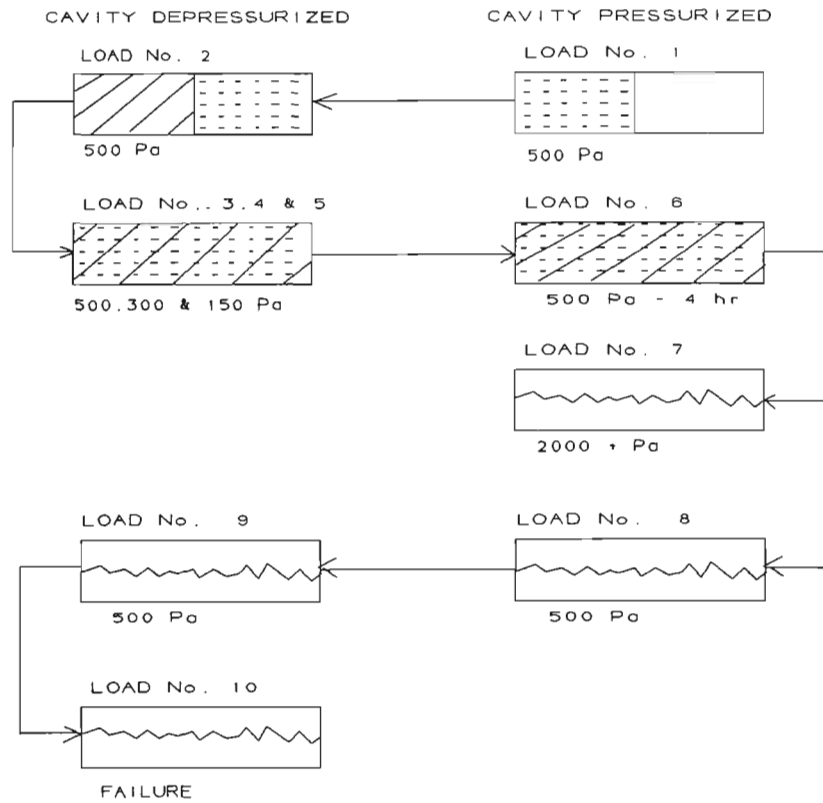 CAVITY DEPRESSURIZED
CAVITY PRESSURIZED
LOAD No. 2
LOAD No. 1
500 Pa
500 Pa
LOAD No.. 3.4 & 5
LOAD No. 6
500.300 & 150 Pa
500 Pa - 4 hr
LOAD No. 7
2000 + Pa
LOAD No. 9
LOAD No. 8
500 Pa
500 Pa
LOAD No. 10
FAILURE